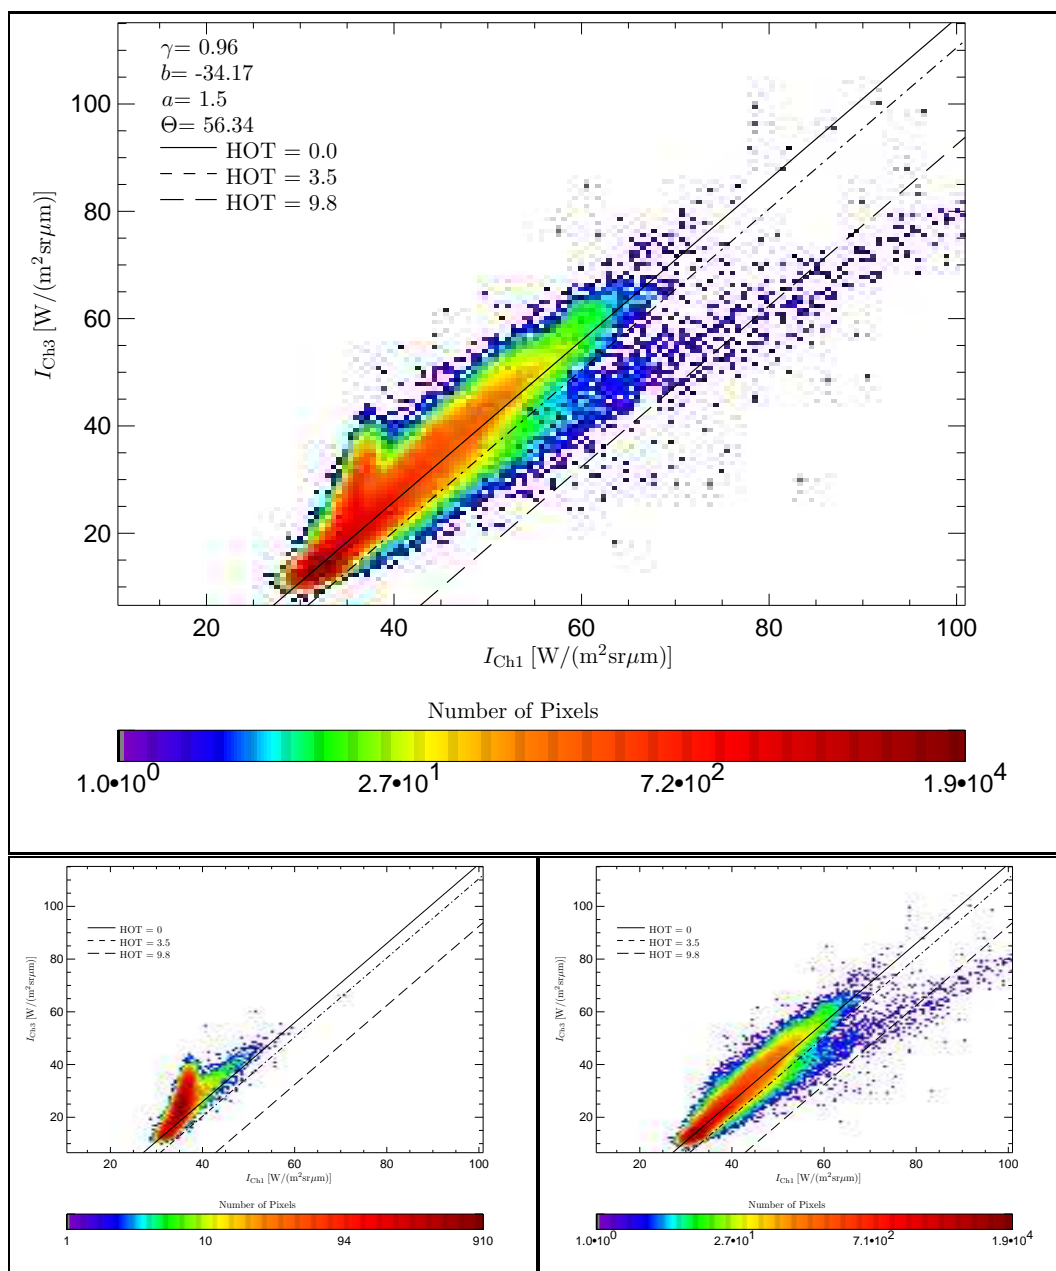 γ= 0.96
b= -34.17
a= 1.5
Θ= 56.34
HOT = 0.0
HOT = 3.5
HOT = 9.8
100
80
60
40
20
I_Ch3 [W/(m² srμm)]
20 40 60 80 100
I_Ch1 [W/(m²srμm)]
Number of Pixels
1.0•10⁰ 2.7•10¹ 7.2•10² 1.9•10⁴
HOT = 0
HOT = 3.5
HOT = 9.8
100
80
60
40
20
I_Ch3 [W/(m²srμm)]
20 40 60 80 100
I_Ch1 [W/(m²srμm)]
Number of Pixels
1 10 94 910
HOT = 0
HOT = 3.5
HOT = 9.8
100
80
60
40
20
I_Ch3 [W/(m²srμm)]
20 40 60 80 100
I_Ch1 [W/(m²srμm)]
Number of Pixels
1.0•10⁰ 2.7•10¹ 7.1•10² 1.9•10⁴